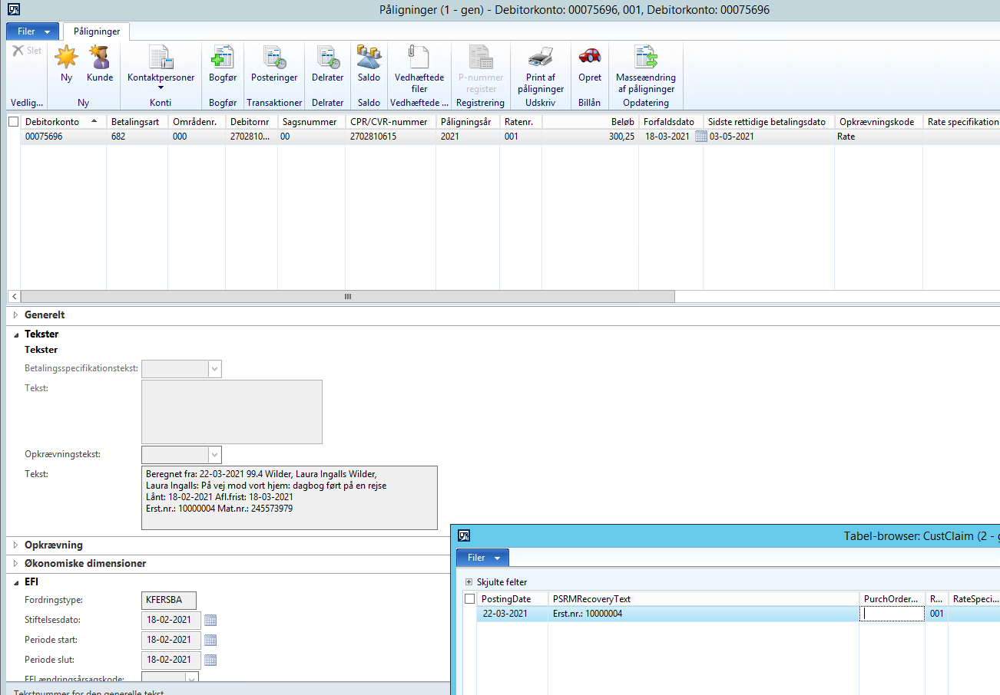 Påligninger (1 - gen) - Debitorkonto: 00075696, 001, Debitorkonto: 00075696
Filer Påligninger
Slet Ny Kunde Kontaktpersoner Bogfør Posteringer Delrater Saldo Vedhæftede filer P-nummer register Print af påligninger Opret Masseændring af påligninger
Vedlig... Ny Konti Bogfør Transaktioner Delrater Saldo Vedhæftede ... Registrering Udskriv Billån Opdatering
Debitorkonto Betalingsart Områdenr. Debitornr Sagsnummer CPR/CVR-nummer Påligningsår Ratenr. Beløb Forfaldsdato Sidste rettidige betalingsdato Opkrævningskode Rate specifikation
00075696 682 000 2702810... 00 2702810615 2021 001 300,25 18-03-2021 03-05-2021 Rate
Generelt
Tekster
Tekster
Betalingsspecifikationstekst:
Tekst:
Opkrævningstekst:
Tekst: Beregnet fra: 22-03-2021 99.4 Wilder, Laura Ingalls Wilder,
Laura Ingalls: På vej mod vort hjem: dagbog ført på en rejse
Lånt: 18-02-2021 Afl.frist: 18-03-2021
Erst.nr.: 10000004 Mat.nr.: 245573979
Opkrævning
Økonomiske dimensioner
EFI
Fordringstype: KFERSBA
Stiftelsesdato: 18-02-2021
Periode start: 18-02-2021
Periode slut: 18-02-2021
EFI ændringsårsagskode:
Tekstnummer for den generelle tekst
Tabel-browser: CustClaim (2 - g
Filer
Skjulte felter
PostingDate PSRMRecoveryText PurchOrder... R... RateSpeci...
22-03-2021 Erst.nr.: 10000004 001